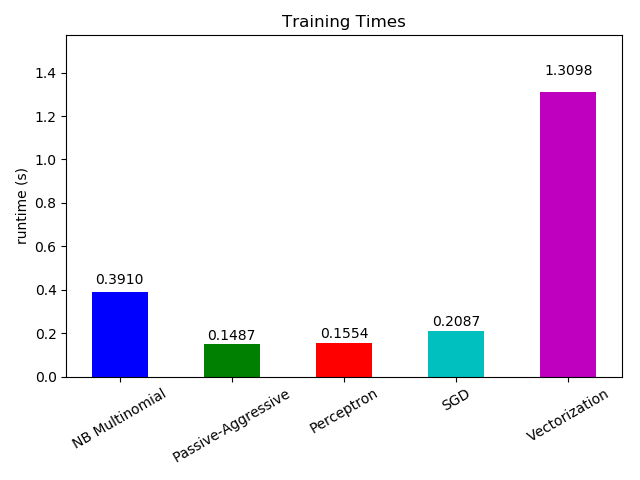 Training Times
runtime (s)
1.4
1.2
1.0
0.8
0.6
0.4
0.2
0.0
0.3910
0.1487
0.1554
0.2087
1.3098
NB Multinomial
Passive-Aggressive
Perceptron
SGD
Vectorization